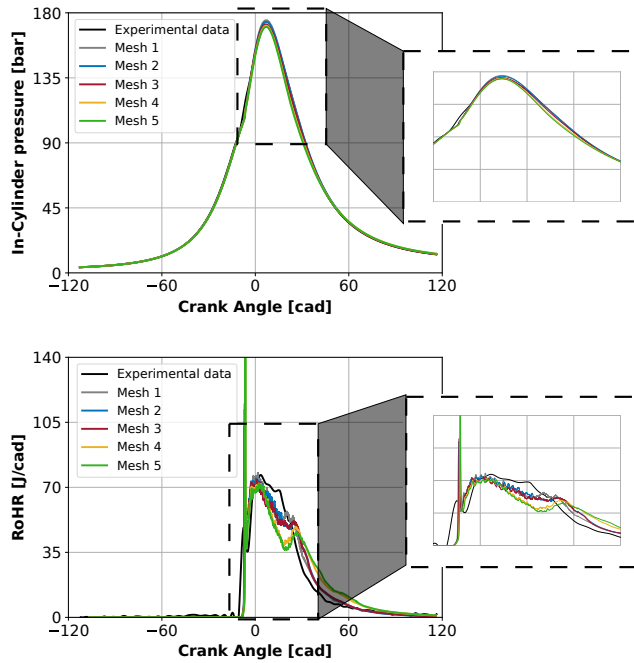 180
135
90
45
0
In-Cylinder pressure [bar]
Experimental data
Mesh 1
Mesh 2
Mesh 3
Mesh 4
Mesh 5
−120
−60
0
60
120
Crank Angle [cad]
140
105
70
35
0
RoHR [J/cad]
Experimental data
Mesh 1
Mesh 2
Mesh 3
Mesh 4
Mesh 5
−120
−60
0
60
120
Crank Angle [cad]